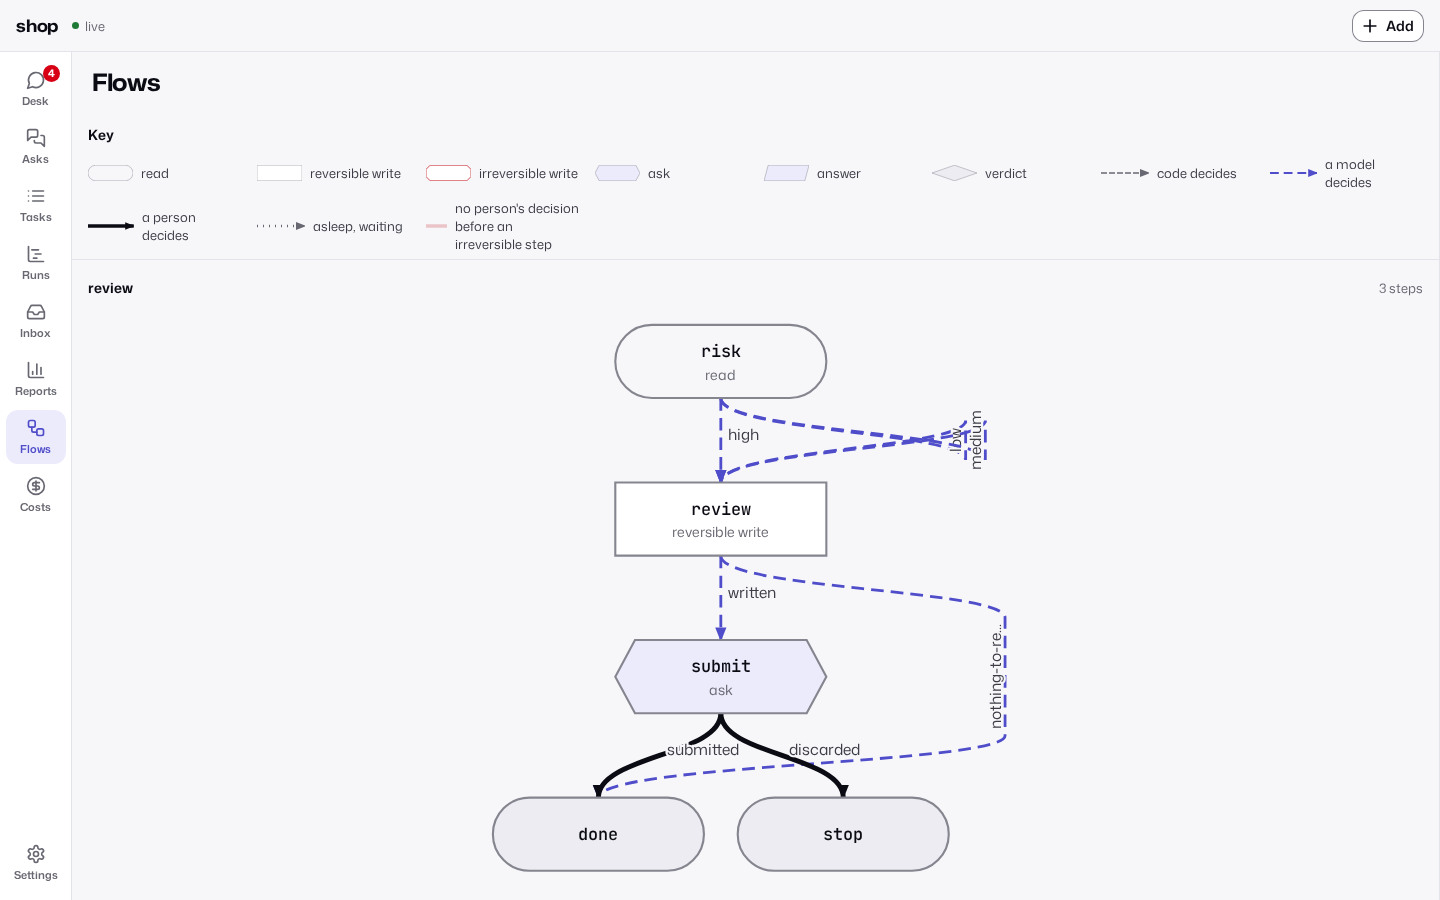 shop
live
Add
Desk
4
Asks
Tasks
Runs
Inbox
Reports
Flows
Costs
Settings
Flows
Key
read
reversible write
irreversible write
ask
answer
verdict
code decides
a model
decides
a person
decides
asleep, waiting
no person's decision
before an
irreversible step
review
3 steps
risk
read
high
low
medium
review
reversible write
written
nothing-to-re...
submit
ask
submitted
discarded
done
stop